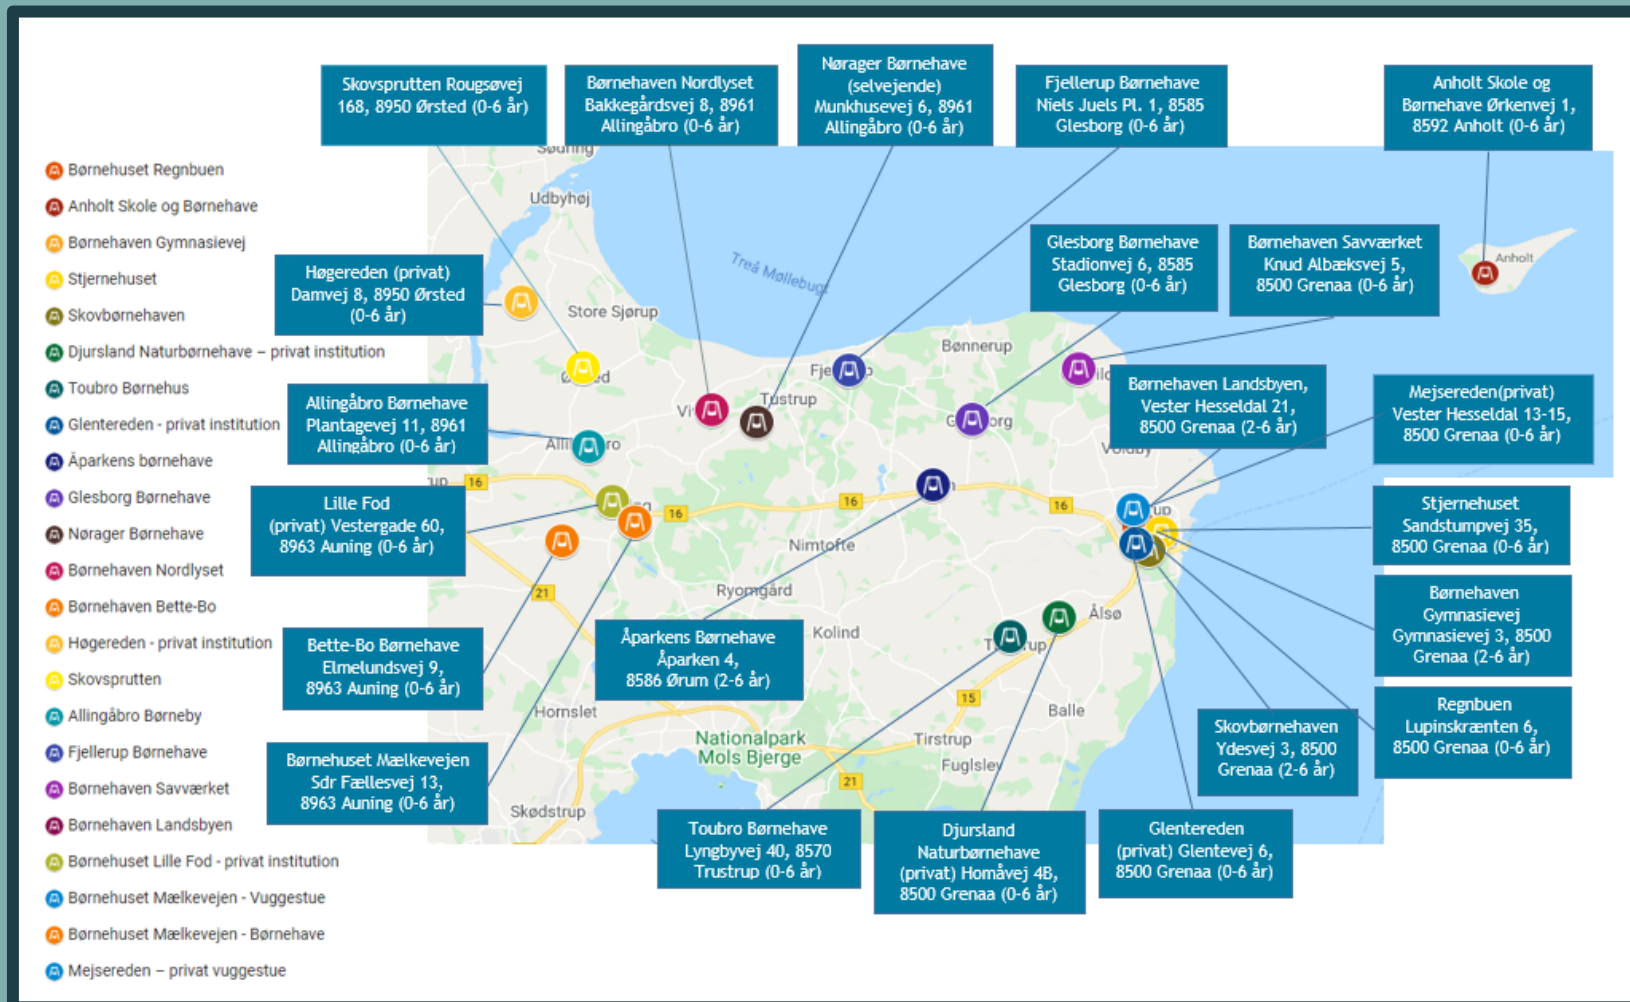 Skovsprutten Rougsøvej
168, 8950 Ørsted (0-6 år)
Børnehaven Nordlyset
Bakkegårdsvej 8, 8961
Allingåbro (0-6 år)
Nørager Børnehave
(selvejende)
Munkhusevej 6, 8961
Allingåbro (0-6 år)
Fjellerup Børnehave
Niels Juels Pl. 1, 8585
Glesborg (0-6 år)
Anholt Skole og
Børnehave Ørkenvej 1,
8592 Anholt (0-6 år)
Børnehuset Regnbuen
Anholt Skole og Børnehave
Børnehaven Gymnasievej
Stjernehuset
Skovbørnehaven
Djursland Naturbørnehave – privat institution
Toubro Børnehus
Glentereden - privat institution
Åparkens børnehave
Glesborg Børnehave
Nørager Børnehave
Børnehaven Nordlyset
Børnehaven Bette-Bo
Høgereden - privat institution
Skovsprutten
Allingåbro Børneby
Fjellerup Børnehave
Børnehaven Savværket
Børnehaven Landsbyen
Børnehuset Lille Fod - privat institution
Børnehuset Mælkevejen - Vuggestue
Børnehuset Mælkevejen - Børnehave
Mejsereden – privat vuggestue
Udbyhøj
Treå Møllebugt
Glesborg Børnehave
Stadionvej 6, 8585
Glesborg (0-6 år)
Børnehaven Savværket
Knud Albæksvej 5,
8500 Grenaa (0-6 år)
Anholt
Høgereden (privat)
Damvej 8, 8950 Ørsted
(0-6 år)
Store Sjørup
Bønnerup
Tustrup
Allingåbro Børnehave
Plantagevej 11, 8961
Allingåbro (0-6 år)
Børnehaven Landsbyen,
Vester Hesseldal 21,
8500 Grenaa (2-6 år)
Mejsereden(privat)
Vester Hesseldal 13-15,
8500 Grenaa (0-6 år)
Voldby
16
16
16
16
Lille Fod
(privat) Vestergade 60,
8963 Auning (0-6 år)
Stjernehuset
Sandstumpvej 35,
8500 Grenaa (0-6 år)
Nimtofte
21
Ryomgård
Kolind
Ålsø
Børnehaven
Gymnasievej
Gymnasievej 3, 8500
Grenaa (2-6 år)
Bette-Bo Børnehave
Elmelundsvej 9,
8963 Auning (0-6 år)
Åparkens Børnehave
Åparken 4,
8586 Ørum (2-6 år)
15
Hornslet
Balle
Regnbuen
Lupinskrænten 6,
8500 Grenaa (0-6 år)
Skovbørnehaven
Ydesvej 3, 8500
Grenaa (2-6 år)
Nationalpark
Mols Bjerge
Tirstrup
Fuglslev
21
Børnehuset Mælkevejen
Sdr Fællesvej 13,
8963 Auning (0-6 år)
Skødstrup
Toubro Børnehave
Lyngbyvej 40, 8570
Trustrup (0-6 år)
Djursland
Naturbørnehave
(privat) Homåvej 4B,
8500 Grenaa (0-6 år)
Glentereden
(privat) Glentevej 6,
8500 Grenaa (0-6 år)